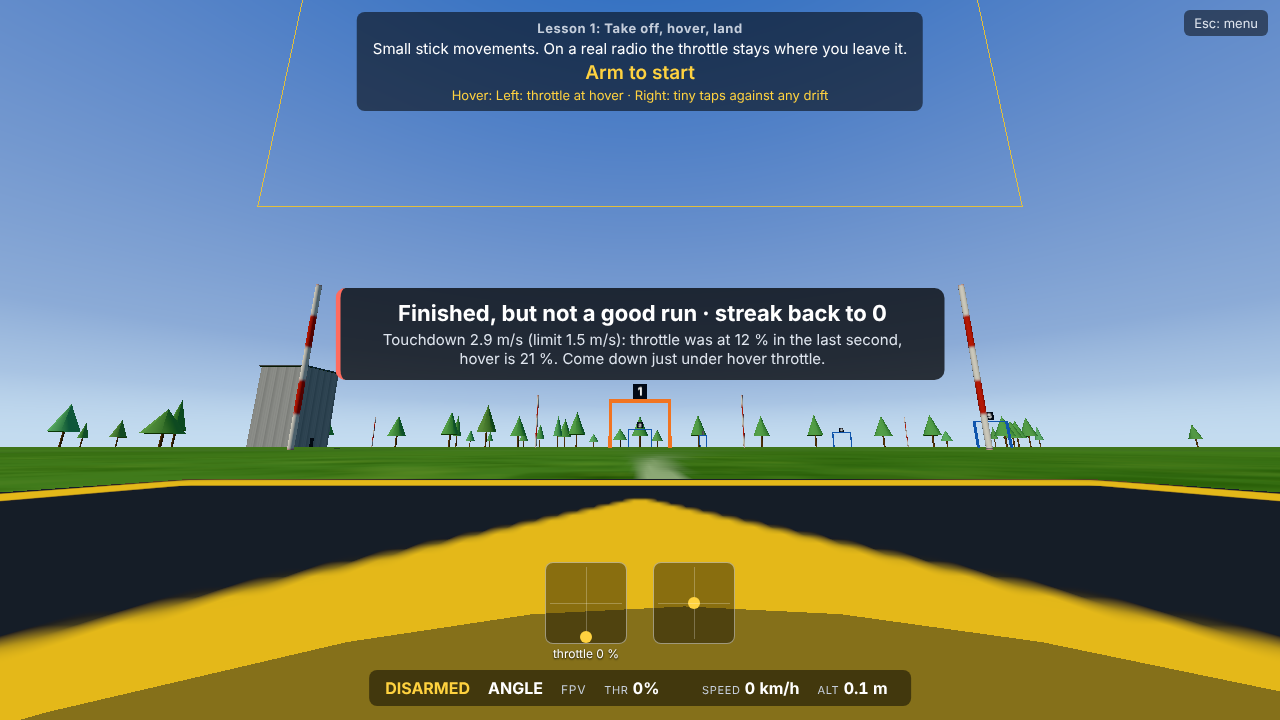 Lesson 1: Take off, hover, land
Esc: menu
Small stick movements. On a real radio the throttle stays where you leave it.
Arm to start
Hover: Left: throttle at hover · Right: tiny taps against any drift
Finished, but not a good run · streak back to 0
Touchdown 2.9 m/s (limit 1.5 m/s): throttle was at 12 % in the last second,
hover is 21 %. Come down just under hover throttle.
1
throttle 0 %
DISARMED ANGLE FPV THR 0% SPEED 0 km/h ALT 0.1 m